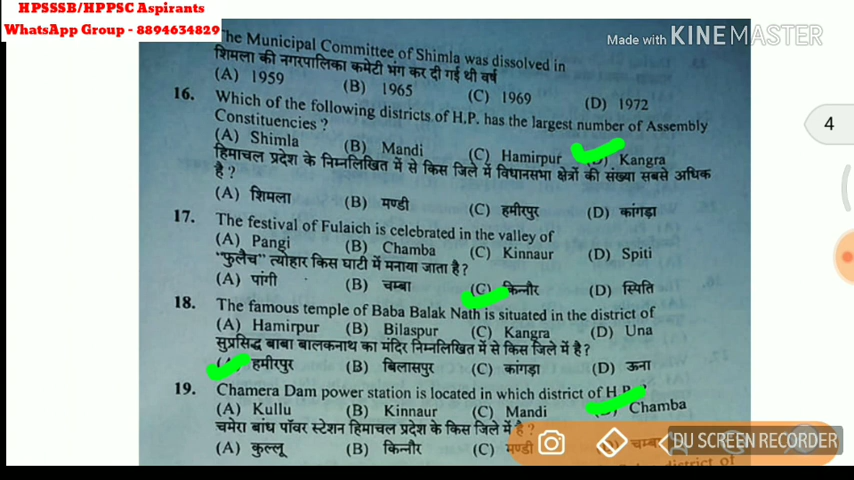 HPSSSB/HPPSC Aspirants
WhatsApp Group - 8894634829
Made with KINEMASTER
4
The Municipal Committee of Shimla was dissolved in
शिमला की नगरपालिका कमेटी भंग कर दी गई थी वर्ष
(A) 1959 (B) 1965 (C) 1969 (D) 1972
16. Which of the following districts of H.P. has the largest number of Assembly
Constituencies ?
(A) Shimla (B) Mandi (C) Hamirpur (D) Kangra
हिमाचल प्रदेश के निम्नलिखित में से किस जिले में विधानसभा क्षेत्रों की संख्या सबसे अधिक
है ?
(A) शिमला (B) मण्डी (C) हमीरपुर (D) कांगड़ा
17. The festival of Fulaich is celebrated in the valley of
(A) Pangi (B) Chamba (C) Kinnaur (D) Spiti
"फुलैच" त्योहार किस घाटी में मनाया जाता है?
(A) पांगी (B) चम्बा (C) किन्नौर (D) स्पिति
18. The famous temple of Baba Balak Nath is situated in the district of
(A) Hamirpur (B) Bilaspur (C) Kangra (D) Una
सुप्रसिद्ध बाबा बालकनाथ का मंदिर निम्नलिखित में से किस जिले में है?
हमीरपुर (B) बिलासपुर (C) कांगड़ा (D) ऊना
19. Chamera Dam power station is located in which district of H.P. ?
(A) Kullu (B) Kinnaur (C) Mandi Chamba
चमेरा बांध पॉवर स्टेशन हिमाचल प्रदेश के किस जिले में है ?
(A) कुल्लू (B) किन्नौर (C) मण्डी चम्बा
DU SCREEN RECORDER
district of